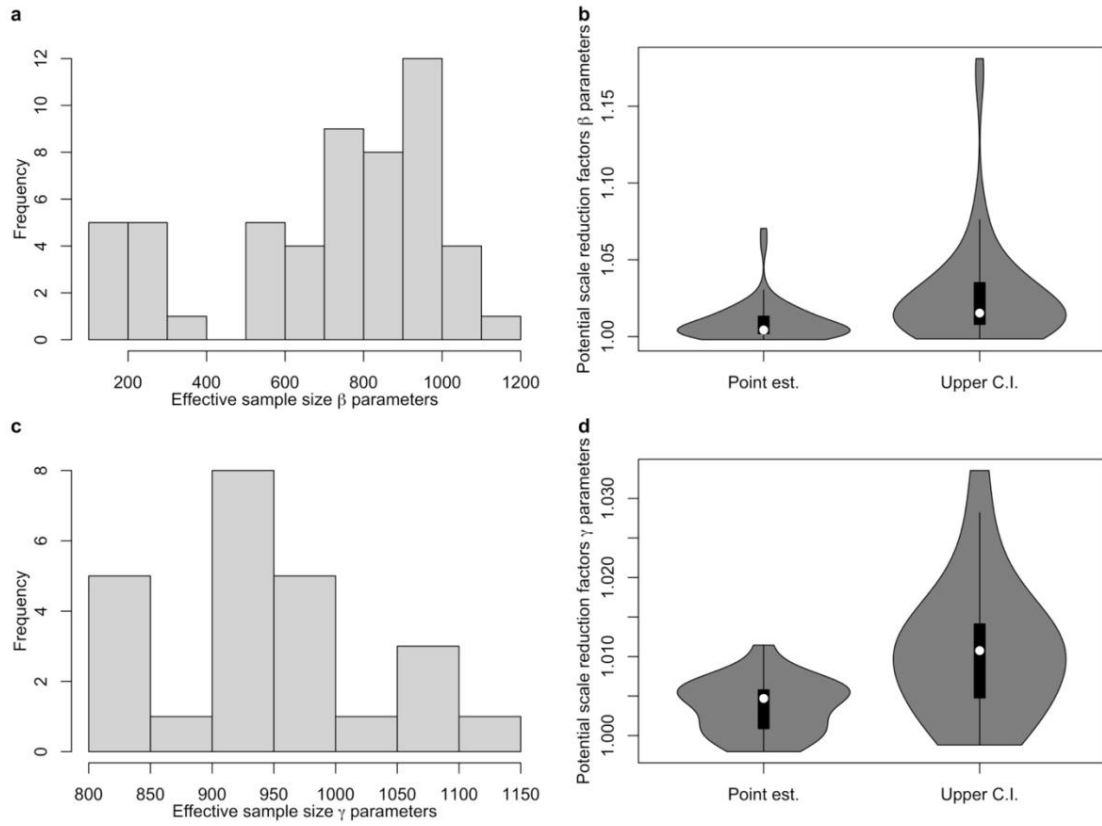 a
Frequency
12
10
8
6
4
2
0
200 400 600 800 1000 1200
Effective sample size β parameters
b
Potential scale reduction factors β parameters
1.15
1.10
1.05
1.00
Point est. Upper C.I.
c
Frequency
8
6
4
2
0
800 850 900 950 1000 1050 1100 1150
Effective sample size γ parameters
d
Potential scale reduction factors γ parameters
1.030
1.020
1.010
1.000
Point est. Upper C.I.